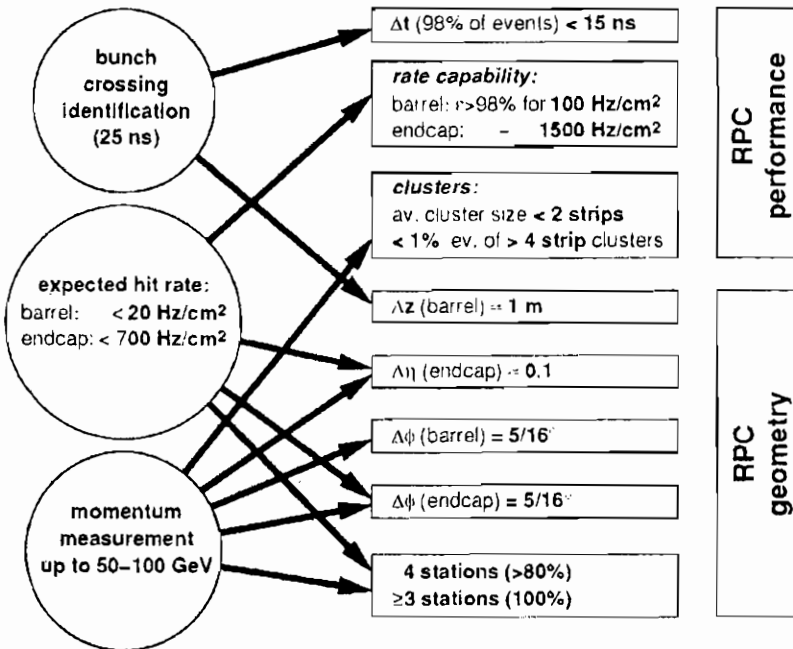 bunch
crossing
identification
(25 ns)
expected hit rate:
barrel: < 20 Hz/cm²
endcap: < 700 Hz/cm²
momentum
measurement
up to 50–100 GeV
Δt (98% of events) < 15 ns
rate capability:
barrel: >98% for 100 Hz/cm²
endcap: – 1500 Hz/cm²
clusters:
av. cluster size < 2 strips
< 1% ev. of > 4 strip clusters
Δz (barrel) = 1 m
Δη (endcap) = 0.1
Δϕ (barrel) = 5/16°
Δϕ (endcap) = 5/16°
4 stations (>80%)
≥3 stations (100%)
RPC
performance
RPC
geometry